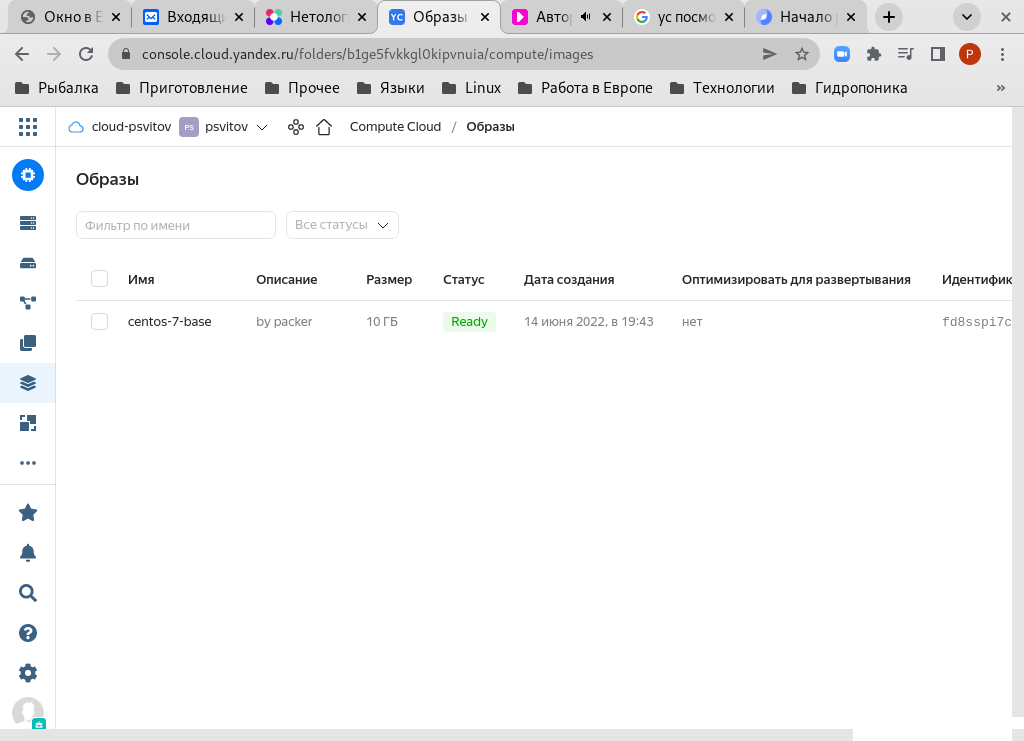 Окно в Е
Входящи
Нетолог
YC Образы
Автор
yc посмо
Начало р
console.cloud.yandex.ru/folders/b1ge5fvkkgl0kipvnuia/compute/images
P
Рыбалка Приготовление Прочее Языки Linux Работа в Европе Технологии Гидропоника »
cloud-psvitov PS psvitov Compute Cloud / Образы
Образы
Фильтр по имени Все статусы
Имя Описание Размер Статус Дата создания Оптимизировать для развертывания Идентифик
centos-7-base by packer 10 ГБ Ready 14 июня 2022, в 19:43 нет fd8sspi7c